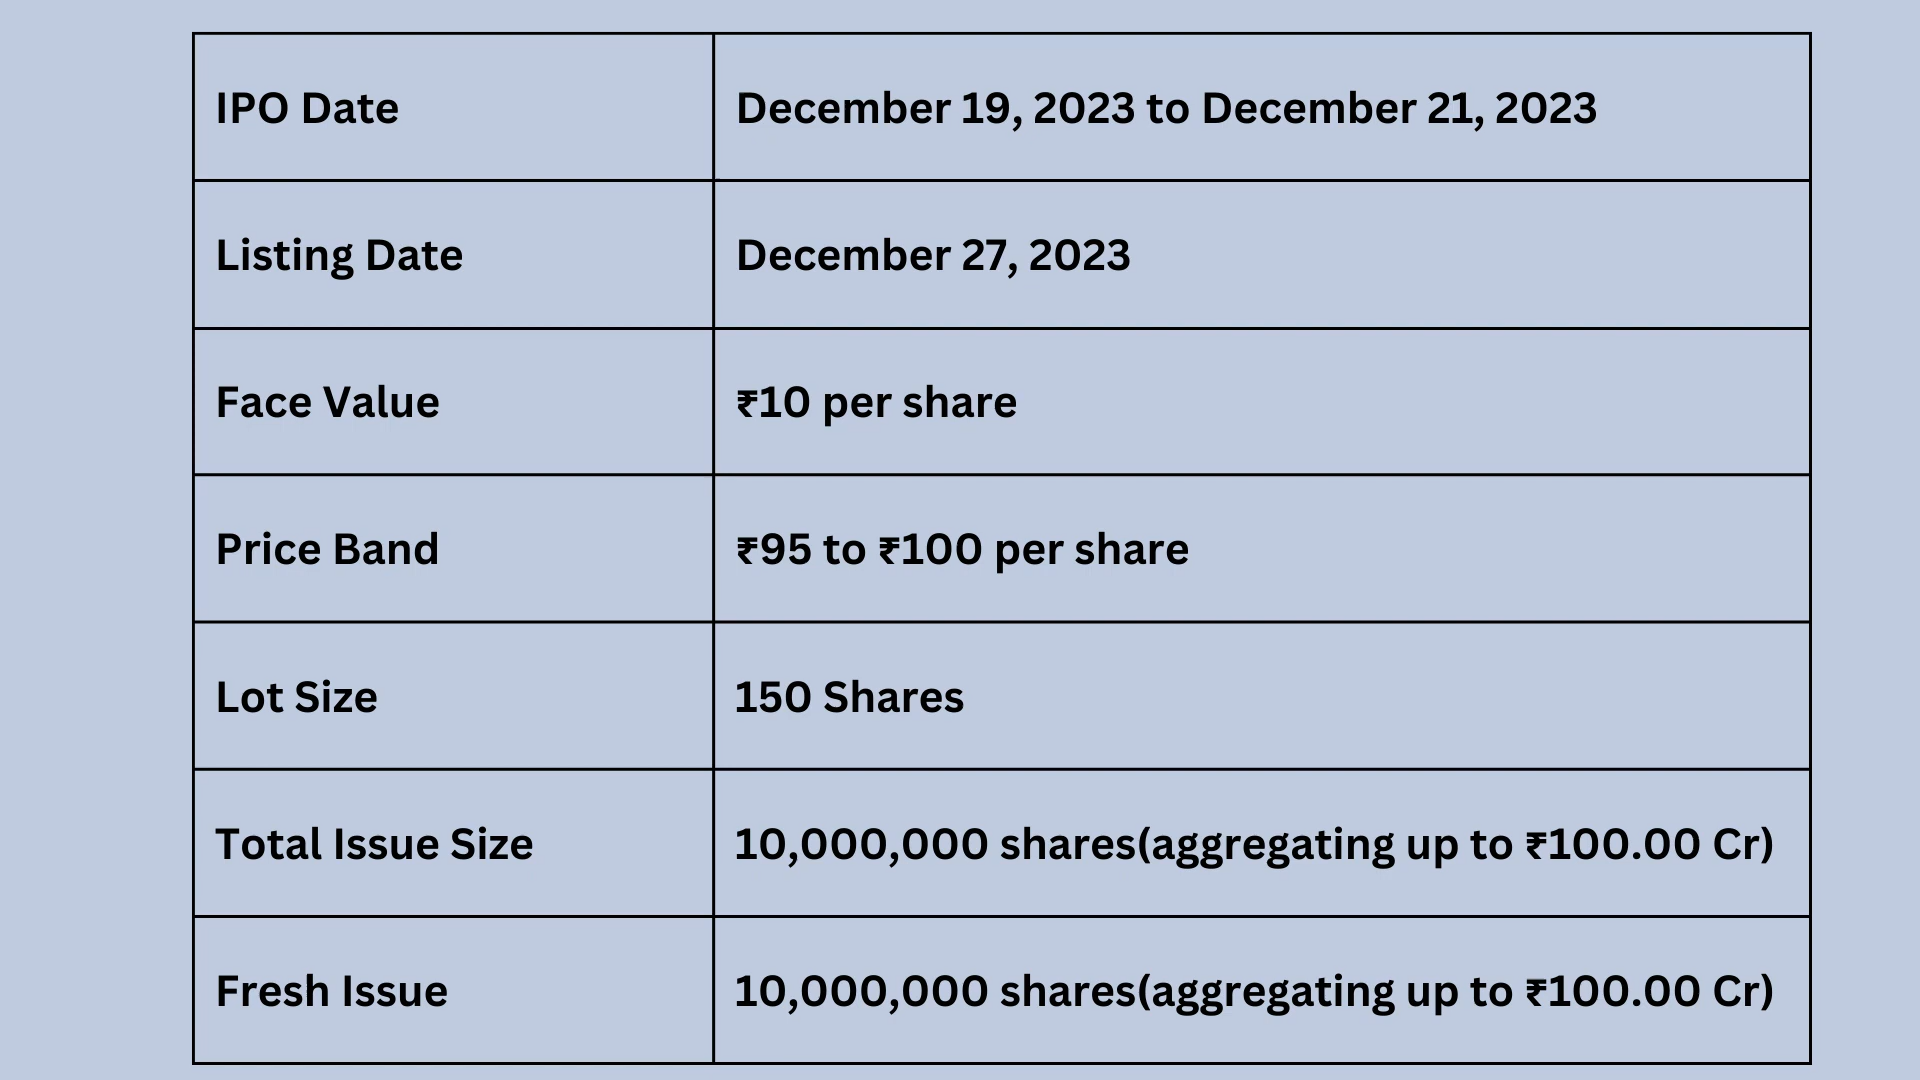 IPO Date
December 19, 2023 to December 21, 2023
Listing Date
December 27, 2023
Face Value
₹10 per share
Price Band
₹95 to ₹100 per share
Lot Size
150 Shares
Total Issue Size
10,000,000 shares(aggregating up to ₹100.00 Cr)
Fresh Issue
10,000,000 shares(aggregating up to ₹100.00 Cr)